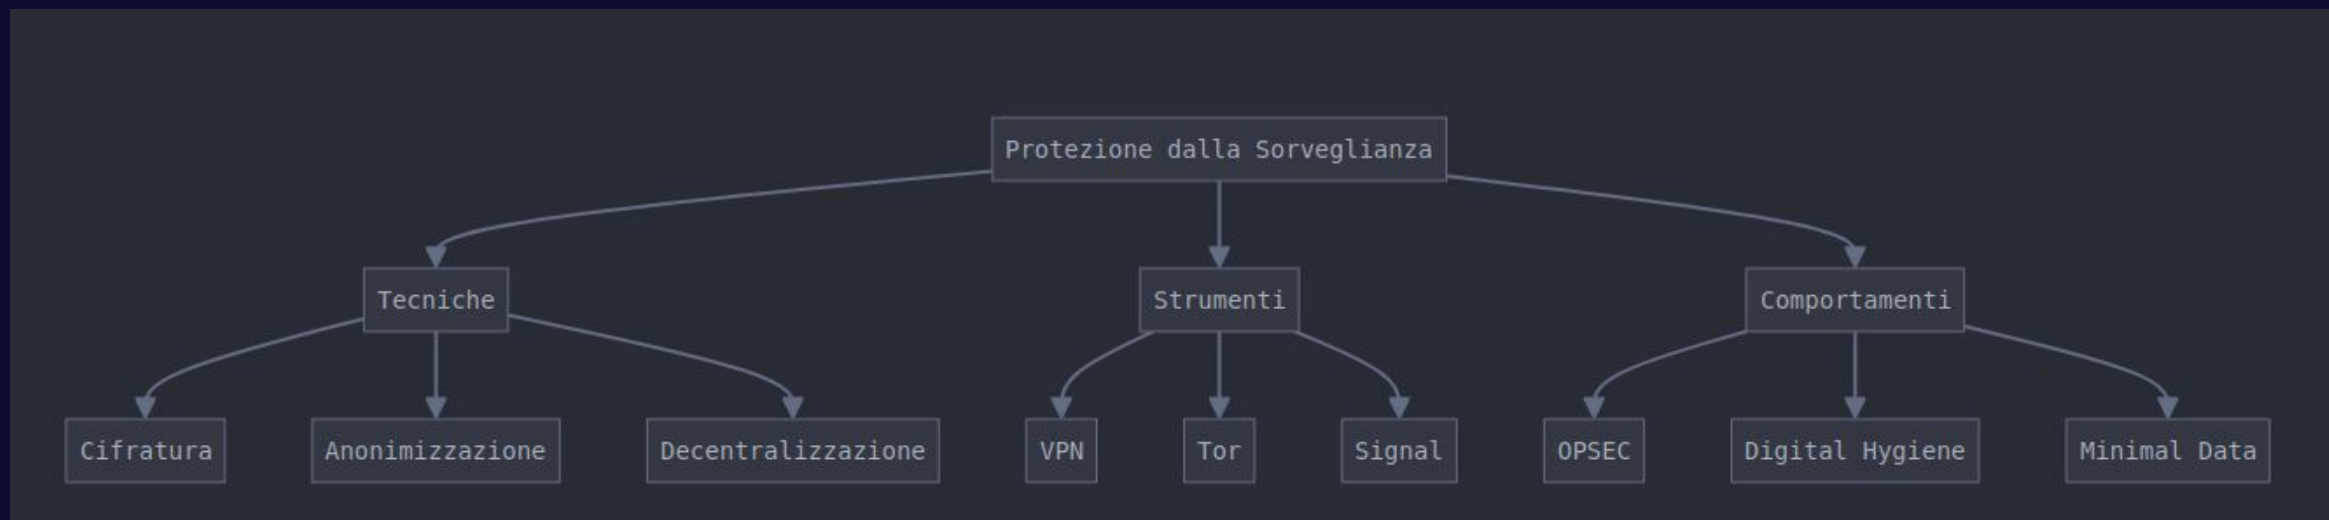 Protezione dalla Sorveglianza
Tecniche
Strumenti
Comportamenti
Cifratura
Anonimizzazione
Decentralizzazione
VPN
Tor
Signal
OPSEC
Digital Hygiene
Minimal Data